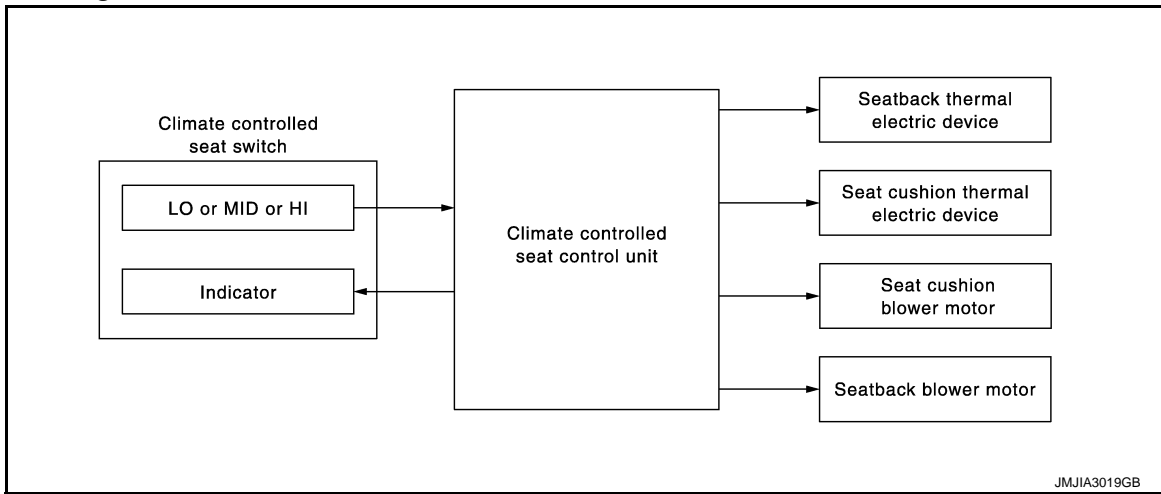 Climate controlled
seat switch
LO or MID or HI
Indicator
Climate controlled
seat control unit
Seatback thermal
electric device
Seat cushion thermal
electric device
Seat cushion
blower motor
Seatback blower motor
JMJIA3019GB